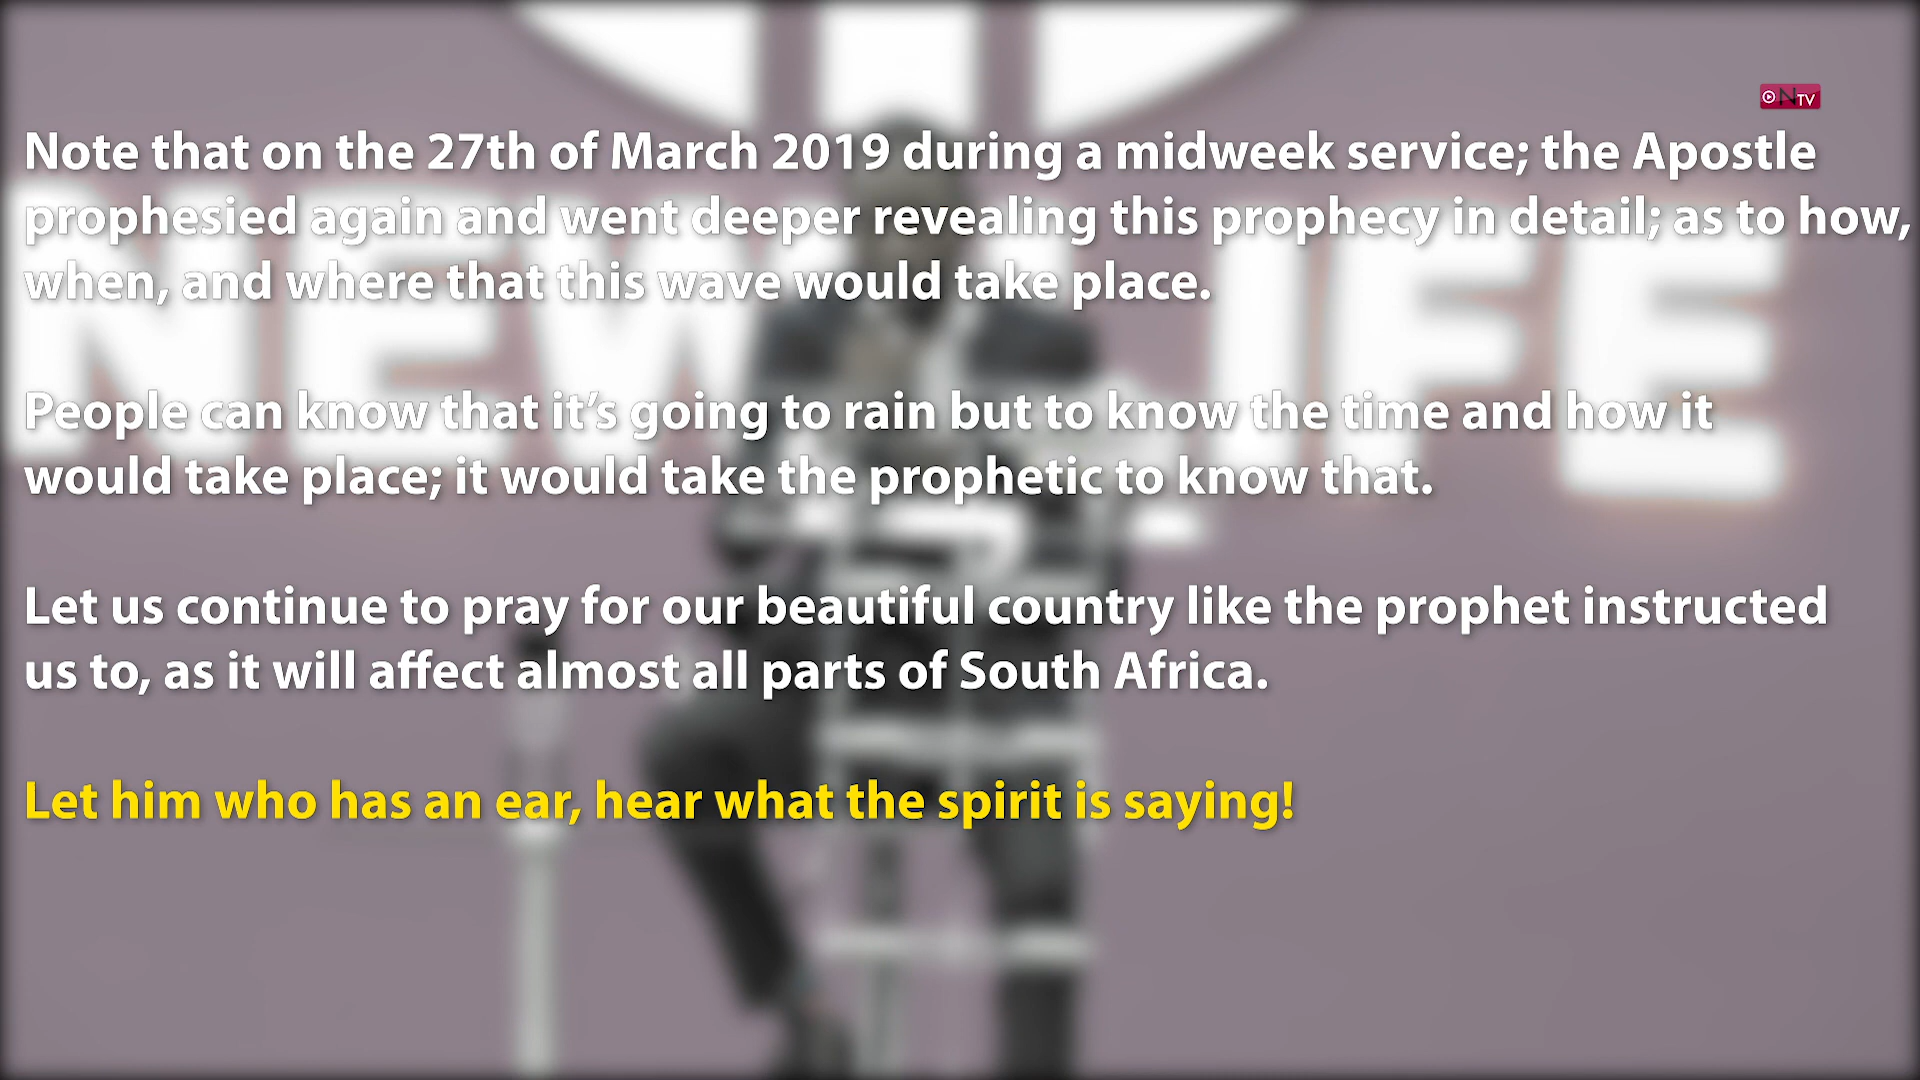 NTV
Note that on the 27th of March 2019 during a midweek service; the Apostle
prophesied again and went deeper revealing this prophecy in detail; as to how,
when, and where that this wave would take place.
People can know that it’s going to rain but to know the time and how it
would take place; it would take the prophetic to know that.
Let us continue to pray for our beautiful country like the prophet instructed
us to, as it will affect almost all parts of South Africa.
Let him who has an ear, hear what the spirit is saying!
NEW LIFE